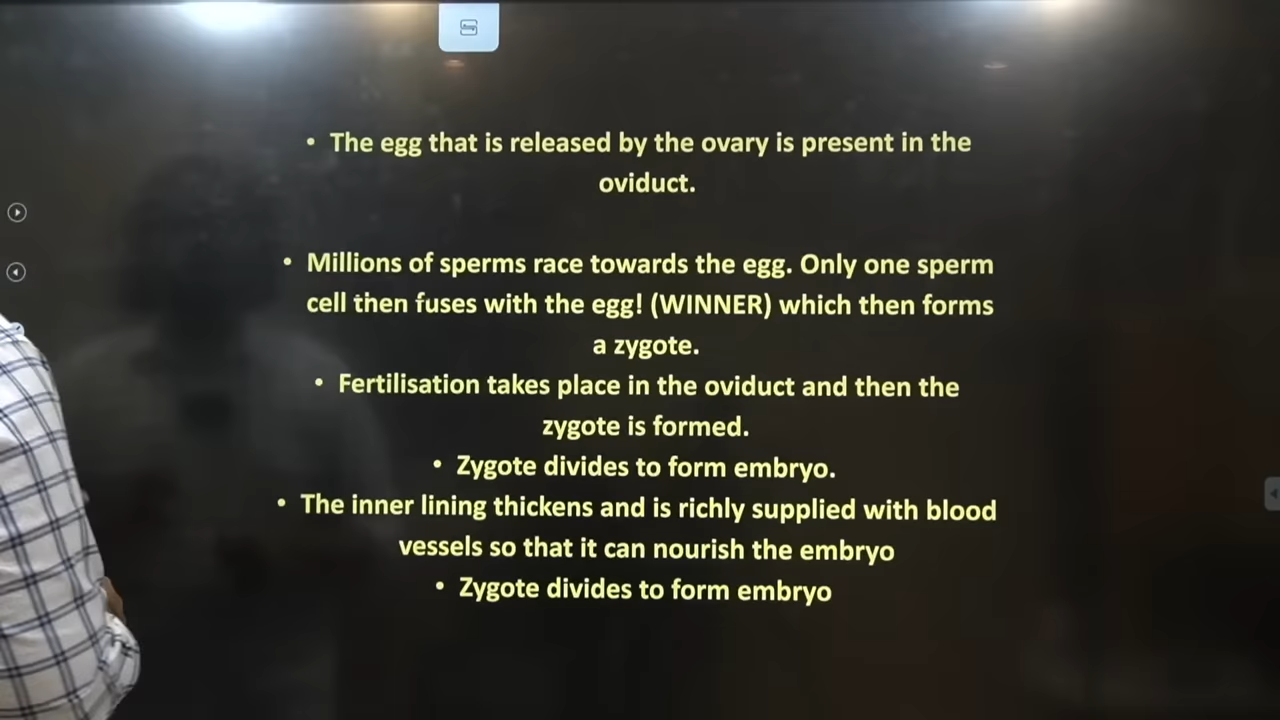 • The egg that is released by the ovary is present in the
oviduct.
• Millions of sperms race towards the egg. Only one sperm
cell then fuses with the egg! (WINNER) which then forms
a zygote.
• Fertilisation takes place in the oviduct and then the
zygote is formed.
• Zygote divides to form embryo.
• The inner lining thickens and is richly supplied with blood
vessels so that it can nourish the embryo
• Zygote divides to form embryo